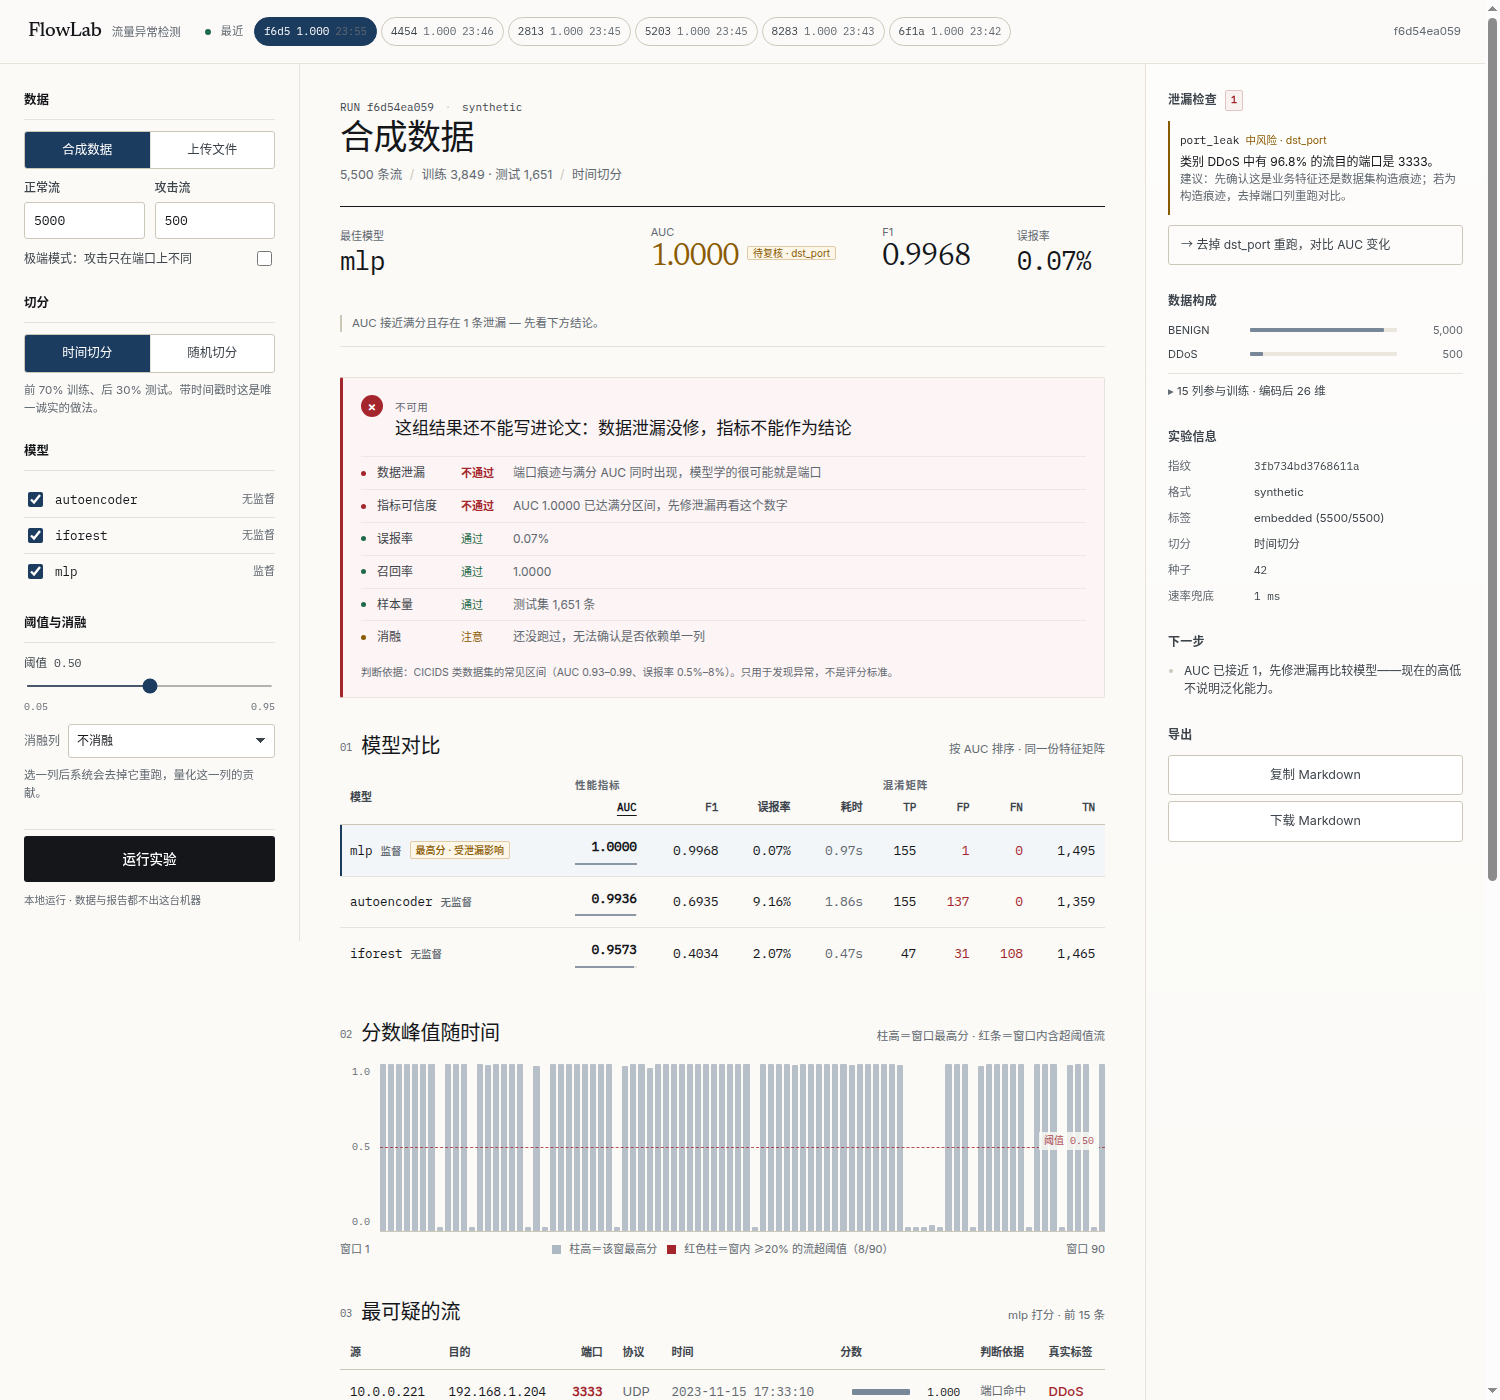 FlowLab 流量异常检测 最近 f6d5 1.000 23:55 4454 1.000 23:46 2813 1.000 23:45 5203 1.000 23:45 8283 1.000 23:43 6f1a 1.000 23:42 f6d54ea059
数据
合成数据 上传文件
正常流 攻击流
5000 500
极端模式：攻击只在端口上不同
切分
时间切分 随机切分
前 70% 训练、后 30% 测试。带时间戳时这是唯
一诚实的做法。
模型
autoencoder 无监督
iforest 无监督
mlp 监督
阈值与消融
阈值 0.50
0.05 0.95
消融列 不消融
选一列后系统会去掉它重跑，量化这一列的贡
献。
运行实验
本地运行 · 数据与报告都不出这台机器
RUN f6d54ea059 · synthetic
合成数据
5,500 条流 / 训练 3,849 · 测试 1,651 / 时间切分
最佳模型 AUC F1 误报率
mlp 1.0000 待复核 · dst_port 0.9968 0.07%
AUC 接近满分且存在 1 条泄漏 — 先看下方结论。
× 不可用
这组结果还不能写进论文：数据泄漏没修，指标不能作为结论
数据泄漏 不通过 端口痕迹与满分 AUC 同时出现，模型学的很可能就是端口
指标可信度 不通过 AUC 1.0000 已达满分区间，先修泄漏再看这个数字
误报率 通过 0.07%
召回率 通过 1.0000
样本量 通过 测试集 1,651 条
消融 注意 还没跑过，无法确认是否依赖单一列
判断依据：CICIDS 类数据集的常见区间（AUC 0.93–0.99、误报率 0.5%–8%）。只用于发现异常，不是评分标准。
01 模型对比 按 AUC 排序 · 同一份特征矩阵
模型 性能指标 混淆矩阵
AUC F1 误报率 耗时 TP FP FN TN
mlp 监督 最高分 · 受泄漏影响 1.0000 0.9968 0.07% 0.97s 155 1 0 1,495
autoencoder 无监督 0.9936 0.6935 9.16% 1.86s 155 137 0 1,359
iforest 无监督 0.9573 0.4034 2.07% 0.47s 47 31 108 1,465
02 分数峰值随时间 柱高＝窗口最高分 · 红条＝窗口内含超阈值流
1.0
0.5
阈值 0.50
0.0
窗口 1 柱高＝该窗最高分 红色柱＝窗内 ≥20% 的流超阈值（8/90） 窗口 90
03 最可疑的流 mlp 打分 · 前 15 条
源 目的 端口 协议 时间 分数 判断依据 真实标签
10.0.0.221 192.168.1.204 3333 UDP 2023-11-15 17:33:10 1.000 端口命中 DDoS
泄漏检查 1
port_leak 中风险 · dst_port
类别 DDoS 中有 96.8% 的流目的端口是 3333。
建议：先确认这是业务特征还是数据集构造痕迹；若为
构造痕迹，去掉端口列重跑对比。
→ 去掉 dst_port 重跑，对比 AUC 变化
数据构成
BENIGN 5,000
DDoS 500
▸ 15 列参与训练 · 编码后 26 维
实验信息
指纹 3fb734bd3768611a
格式 synthetic
标签 embedded (5500/5500)
切分 时间切分
种子 42
速率兜底 1 ms
下一步
AUC 已接近 1，先修泄漏再比较模型——现在的高低
不说明泛化能力。
导出
复制 Markdown
下载 Markdown